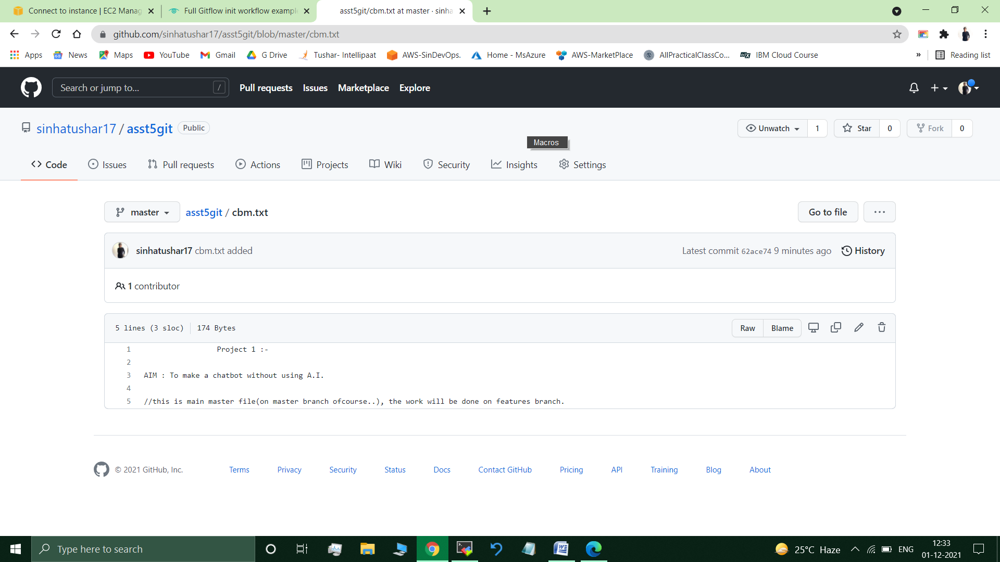 Connect to instance | EC2 Manag
Full Gitflow init workflow example
asst5git/cbm.txt at master · sinha
github.com/sinhatushar17/asst5git/blob/master/cbm.txt
Apps News Maps YouTube Gmail G Drive Tushar- Intellipaat AWS-SinDevOps. Home - MsAzure AWS-MarketPlace AllPracticalClassCo... edX IBM Cloud Course » Reading list
Search or jump to... / Pull requests Issues Marketplace Explore
sinhatushar17 / asst5git Public Unwatch 1 Star 0 Fork 0
Macros
Code Issues Pull requests Actions Projects Wiki Security Insights Settings
master asst5git / cbm.txt Go to file ...
sinhatushar17 cbm.txt added Latest commit 62ace74 9 minutes ago History
1 contributor
5 lines (3 sloc) 174 Bytes Raw Blame
1 Project 1 :-
2
3 AIM : To make a chatbot without using A.I.
4
5 //this is main master file(on master branch ofcourse..), the work will be done on features branch.
© 2021 GitHub, Inc. Terms Privacy Security Status Docs Contact GitHub Pricing API Training Blog About
Type here to search 25°C Haze ENG 12:33
01-12-2021